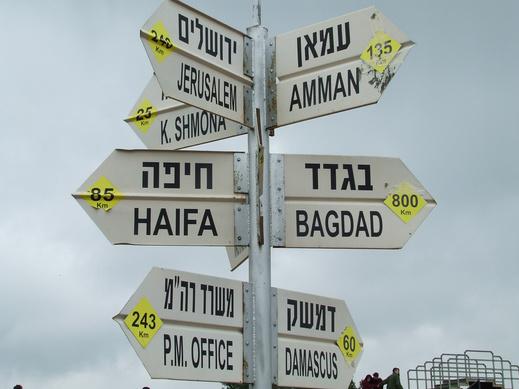 ירושלים
240
Km
JERUSALEM
עמאן
135
Km
AMMAN
25
Km
K. SHMONA
חיפה
85
Km
HAIFA
בגדד
800
Km
BAGDAD
משרד רה"מ
243
Km
P.M. OFFICE
דמשק
60
Km
DAMASCUS